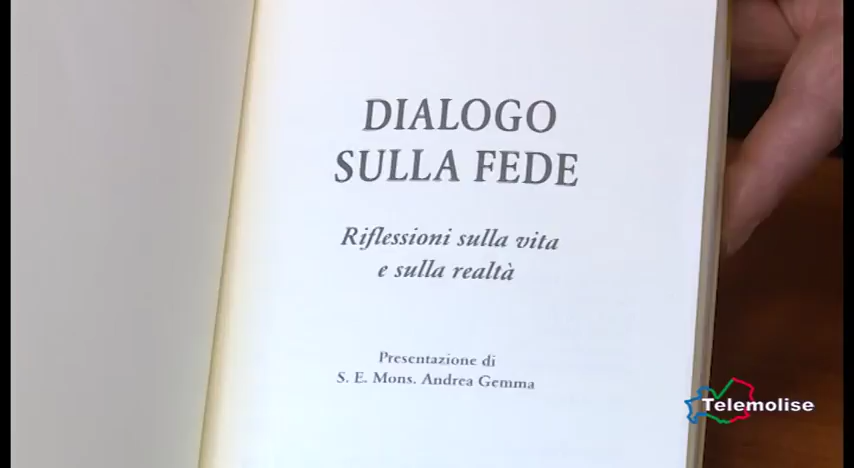 DIALOGO
SULLA FEDE
Riflessioni sulla vita
e sulla realtà
Presentazione di
S. E. Mons. Andrea Gemma
Telemolise